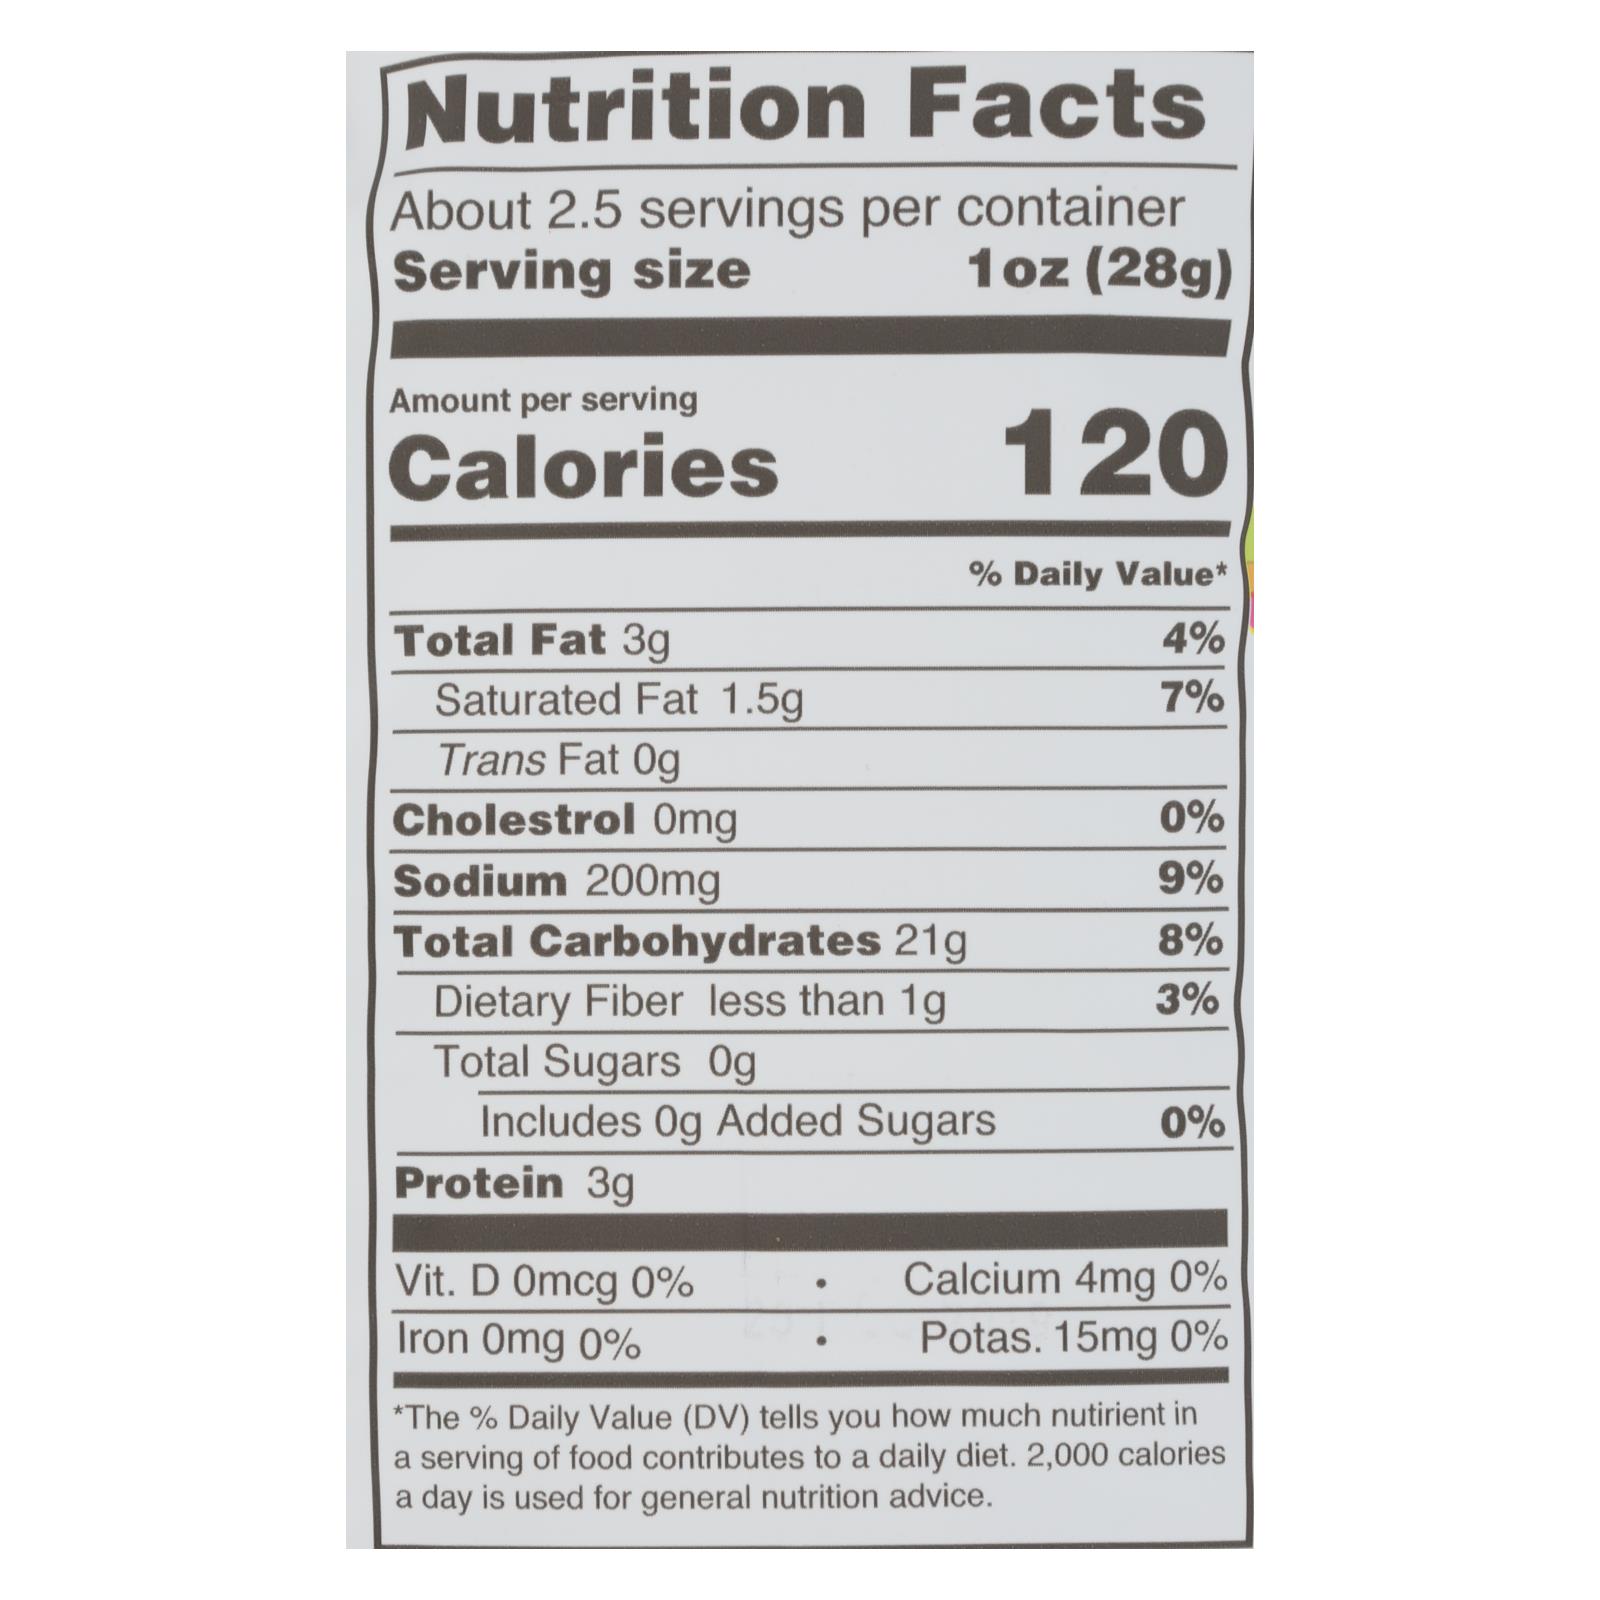 Nutrition Facts
About 2.5 servings per container
Serving size 1oz (28g)
Amount per serving
Calories 120
% Daily Value*
Total Fat 3g 4%
Saturated Fat 1.5g 7%
Trans Fat 0g
Cholestrol 0mg 0%
Sodium 200mg 9%
Total Carbohydrates 21g 8%
Dietary Fiber less than 1g 3%
Total Sugars 0g
Includes 0g Added Sugars 0%
Protein 3g
Vit. D 0mcg 0% • Calcium 4mg 0%
Iron 0mg 0% • Potas. 15mg 0%
*The % Daily Value (DV) tells you how much nutirient in
a serving of food contributes to a daily diet. 2,000 calories
a day is used for general nutrition advice.